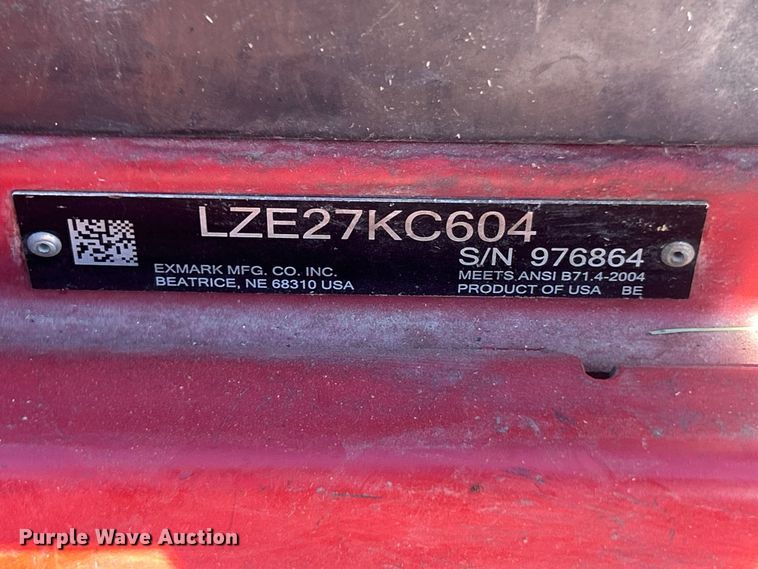 LZE27KC604
S/N 976864
EXMARK MFG. CO. INC.
BEATRICE, NE 68310 USA
MEETS ANSI B71.4-2004
PRODUCT OF USA BE
Purple Wave Auction